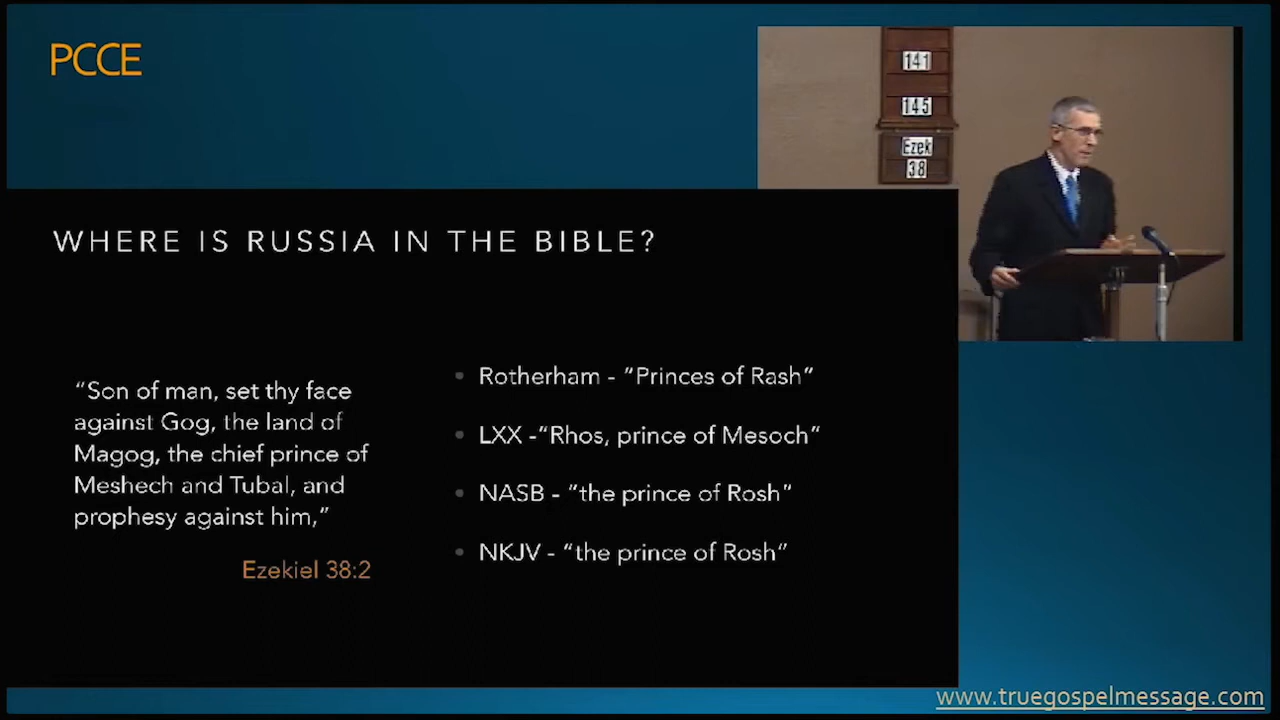 PCCE
141
145
Ezek
38
WHERE IS RUSSIA IN THE BIBLE?
“Son of man, set thy face
against Gog, the land of
Magog, the chief prince of
Meshech and Tubal, and
prophesy against him,”
Ezekiel 38:2
• Rotherham - “Princes of Rash”
• LXX -“Rhos, prince of Mesoch”
• NASB - “the prince of Rosh”
• NKJV - “the prince of Rosh”
www.truegospelmessage.com